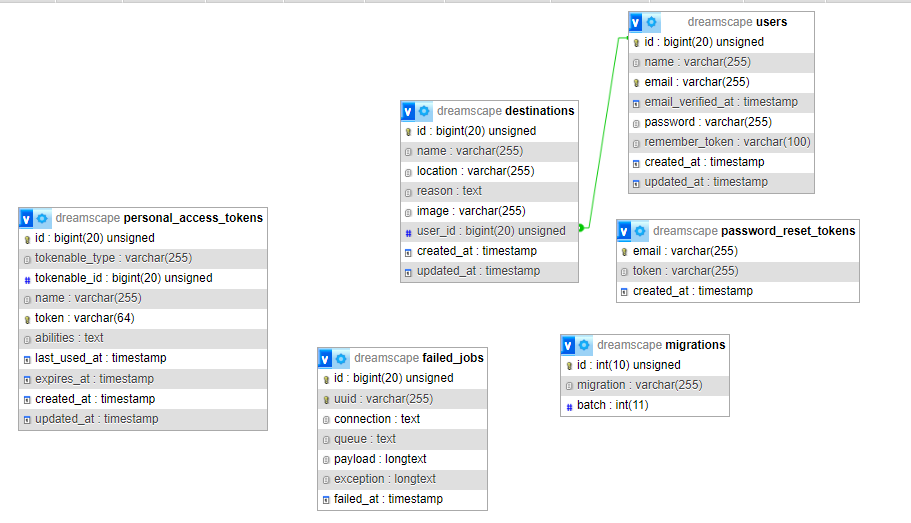 dreamscape users
id : bigint(20) unsigned
name : varchar(255)
email : varchar(255)
email_verified_at : timestamp
password : varchar(255)
remember_token : varchar(100)
created_at : timestamp
updated_at : timestamp
dreamscape destinations
id : bigint(20) unsigned
name : varchar(255)
location : varchar(255)
reason : text
image : varchar(255)
user_id : bigint(20) unsigned
created_at : timestamp
updated_at : timestamp
dreamscape personal_access_tokens
id : bigint(20) unsigned
tokenable_type : varchar(255)
tokenable_id : bigint(20) unsigned
name : varchar(255)
token : varchar(64)
abilities : text
last_used_at : timestamp
expires_at : timestamp
created_at : timestamp
updated_at : timestamp
dreamscape password_reset_tokens
email : varchar(255)
token : varchar(255)
created_at : timestamp
dreamscape failed_jobs
id : bigint(20) unsigned
uuid : varchar(255)
connection : text
queue : text
payload : longtext
exception : longtext
failed_at : timestamp
dreamscape migrations
id : int(10) unsigned
migration : varchar(255)
batch : int(11)